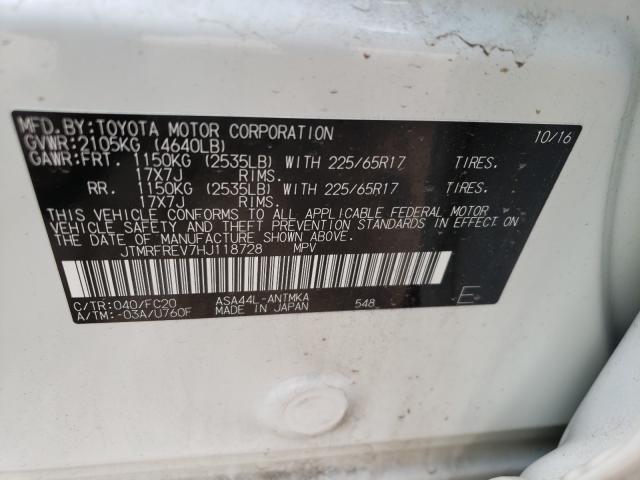 MFD.BY:TOYOTA MOTOR CORPORATION 10/16
GVWR:2105KG (4640LB)
GAWR:FRT. 1150KG (2535LB) WITH 225/65R17 TIRES.
17X7J RIMS.
RR. 1150KG (2535LB) WITH 225/65R17 TIRES.
17X7J RIMS.
THIS VEHICLE CONFORMS TO ALL APPLICABLE FEDERAL MOTOR
VEHICLE SAFETY AND THEFT PREVENTION STANDARDS IN EFFECT ON
THE DATE OF MANUFACTURE SHOWN ABOVE.
JTMRFREV7HJ118728 MPV
C/TR:040/FC20 ASA44L-ANTMKA 548 E
A/TM:-03A/U760F MADE IN JAPAN